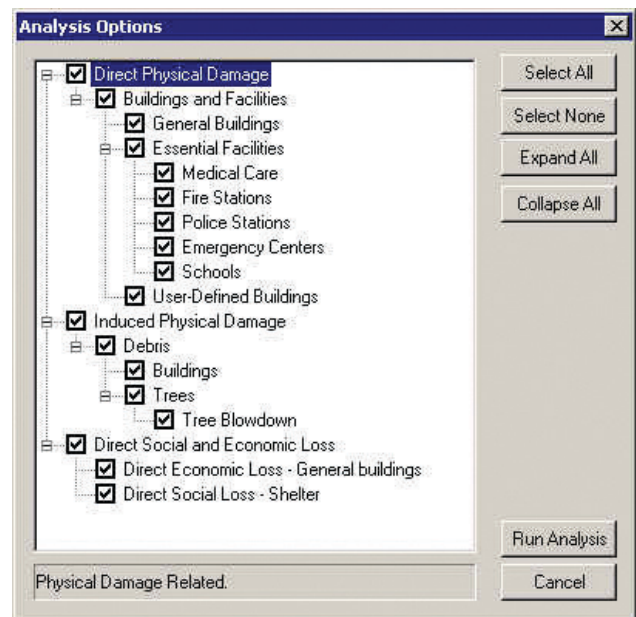 Analysis Options
Direct Physical Damage
Buildings and Facilities
General Buildings
Essential Facilities
Medical Care
Fire Stations
Police Stations
Emergency Centers
Schools
User-Defined Buildings
Induced Physical Damage
Debris
Buildings
Trees
Tree Blowdown
Direct Social and Economic Loss
Direct Economic Loss - General buildings
Direct Social Loss - Shelter
Physical Damage Related.
Select All
Select None
Expand All
Collapse All
Run Analysis
Cancel